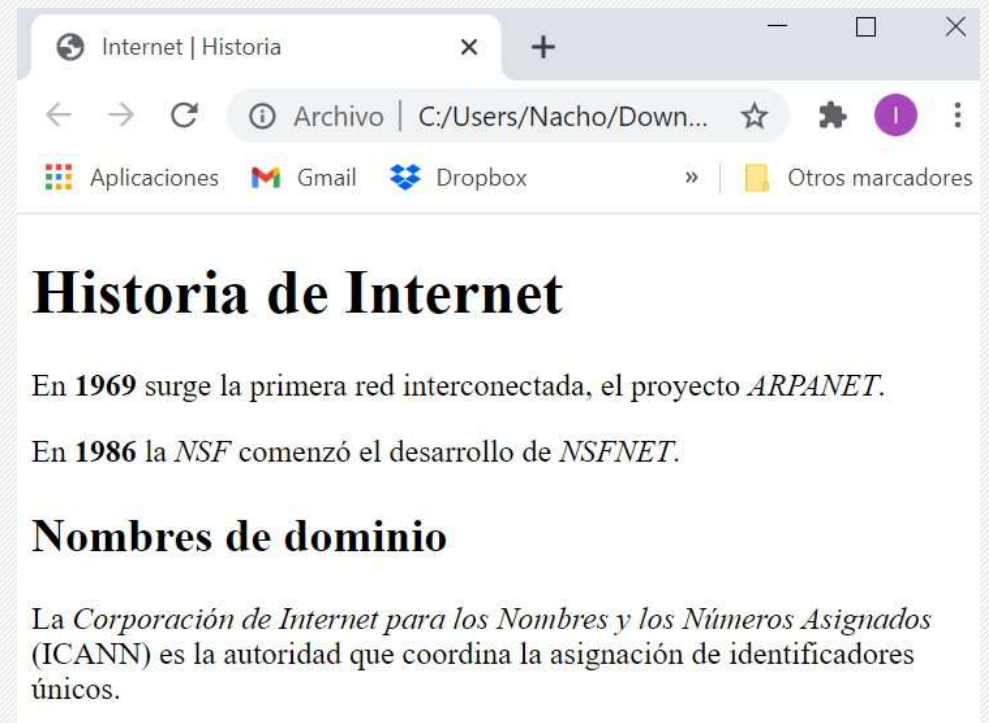 Internet | Historia
Archivo | C:/Users/Nacho/Down...
Aplicaciones Gmail Dropbox » Otros marcadores
I
Historia de Internet
En 1969 surge la primera red interconectada, el proyecto ARPANET.
En 1986 la NSF comenzó el desarrollo de NSFNET.
Nombres de dominio
La Corporación de Internet para los Nombres y los Números Asignados
(ICANN) es la autoridad que coordina la asignación de identificadores
únicos.